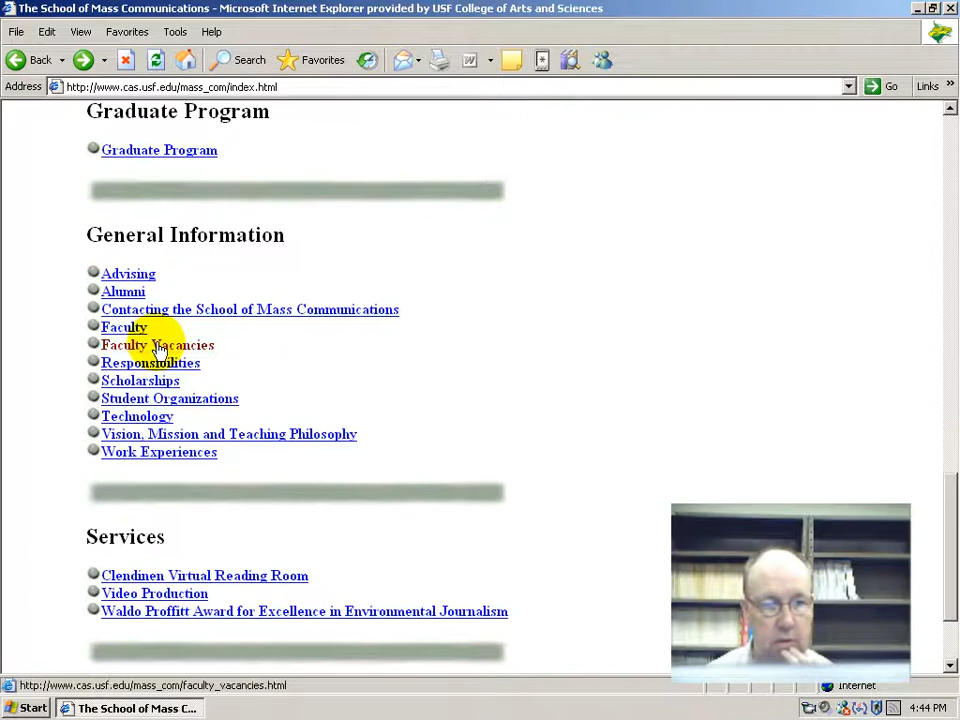 The School of Mass Communications - Microsoft Internet Explorer provided by USF College of Arts and Sciences
File Edit View Favorites Tools Help
Back Search Favorites
Address http://www.cas.usf.edu/mass_com/index.html Go Links »
Graduate Program
Graduate Program
General Information
Advising
Alumni
Contacting the School of Mass Communications
Faculty
Faculty Vacancies
Responsibilities
Scholarships
Student Organizations
Technology
Vision, Mission and Teaching Philosophy
Work Experiences
Services
Clendinen Virtual Reading Room
Video Production
Waldo Proffitt Award for Excellence in Environmental Journalism
http://www.cas.usf.edu/mass_com/faculty_vacancies.html Internet
Start The School of Mass C... 4:44 PM